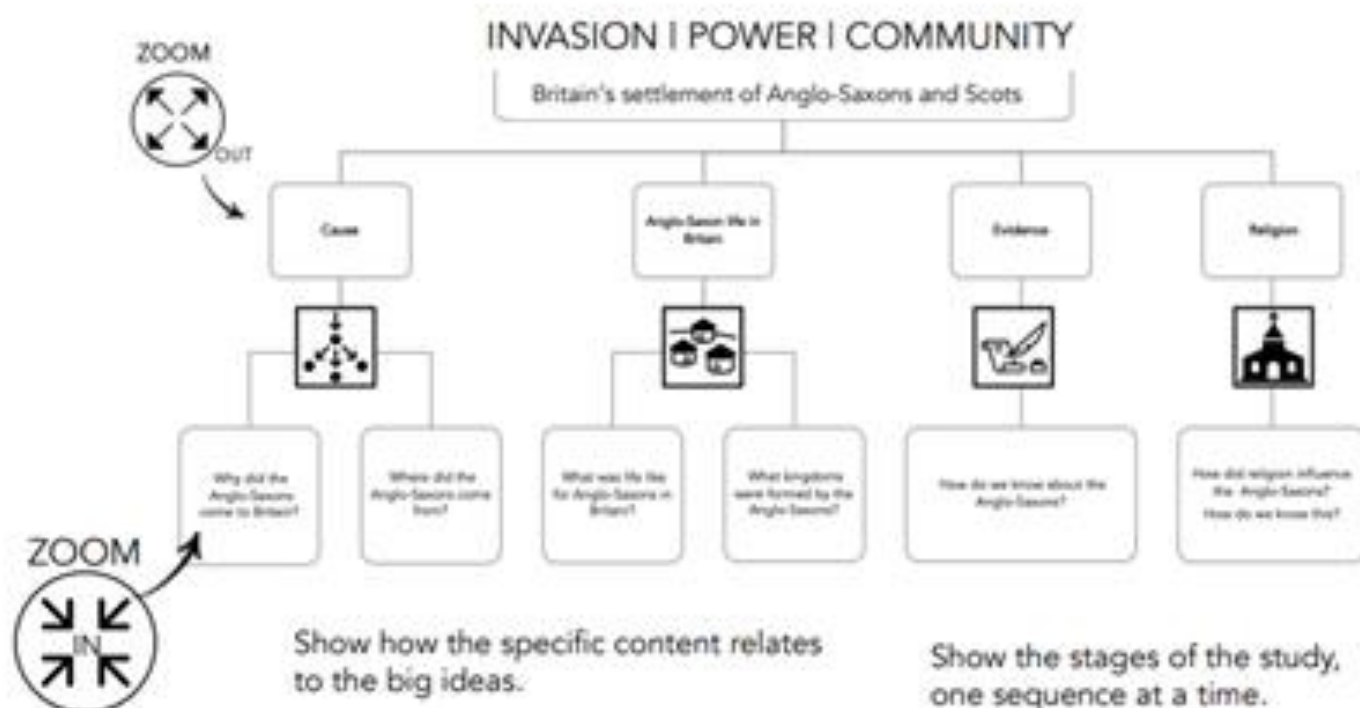 INVASION | POWER | COMMUNITY
Britain's settlement of Anglo-Saxons and Scots
ZOOM
OUT
Cause
Anglo-Saxon life in
Britain
Evidence
Religion
Why did the
Anglo-Saxons
come to Britain?
Where did the
Anglo-Saxons come
from?
What was life like
for Anglo-Saxons in
Britain?
What kingdoms
were formed by the
Anglo-Saxons?
How do we know about the
Anglo-Saxons?
How did religion influence
the Anglo-Saxons?
How do we know this?
ZOOM
IN
Show how the specific content relates
to the big ideas.
Show the stages of the study,
one sequence at a time.